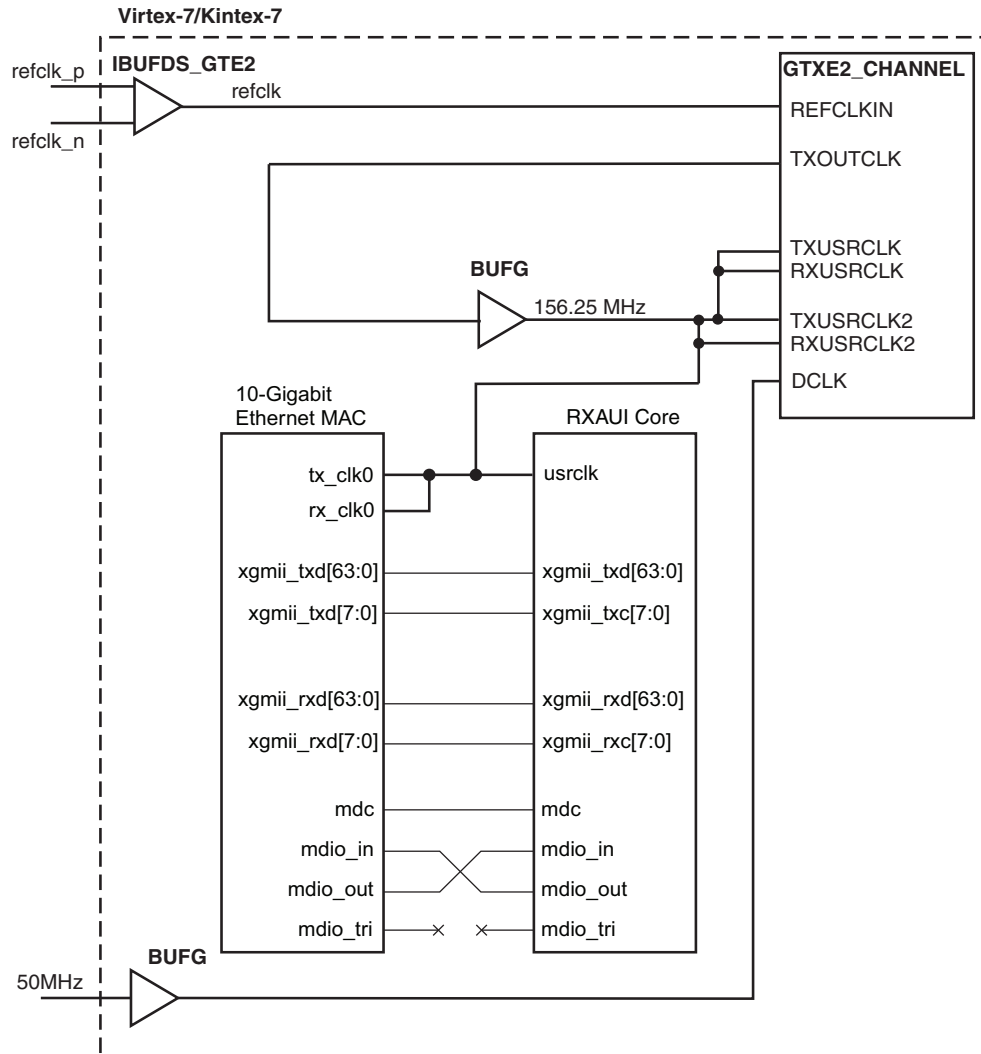 Virtex-7/Kintex-7
refclk_p
IBUFDS_GTE2
refclk
refclk_n
GTXE2_CHANNEL
REFCLKIN
TXOUTCLK
TXUSRCLK
RXUSRCLK
BUFG
156.25 MHz
TXUSRCLK2
RXUSRCLK2
DCLK
10-Gigabit
Ethernet MAC
RXAUI Core
tx_clk0
usrclk
rx_clk0
xgmii_txd[63:0]
xgmii_txd[63:0]
xgmii_txd[7:0]
xgmii_txc[7:0]
xgmii_rxd[63:0]
xgmii_rxd[63:0]
xgmii_rxd[7:0]
xgmii_rxc[7:0]
mdc
mdc
mdio_in
mdio_in
mdio_out
mdio_out
mdio_tri
mdio_tri
BUFG
50MHz